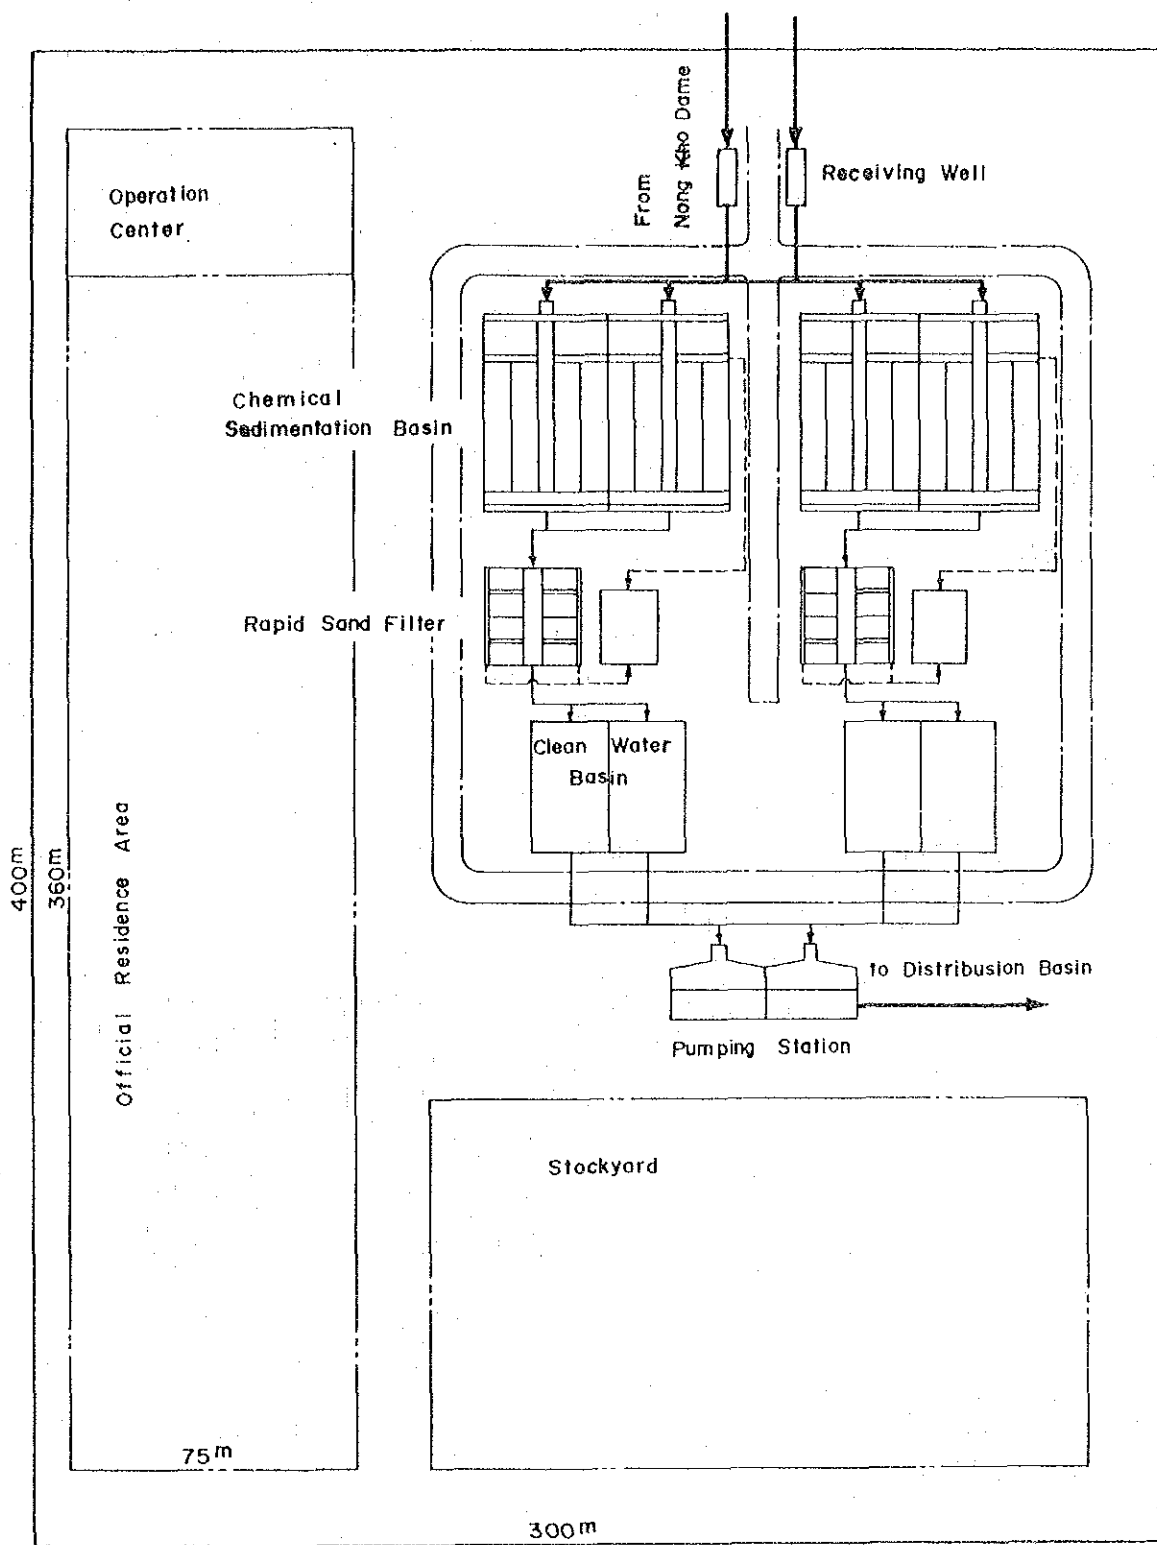 From
Nong Kho Dame
Receiving Well
Operation
Center
Chemical
Sedimentation Basin
Rapid Sand Filter
Clean Water
Basin
Official Residence Area
400m
360m
to Distribusion Basin
Pumping Station
Stockyard
75m
300m